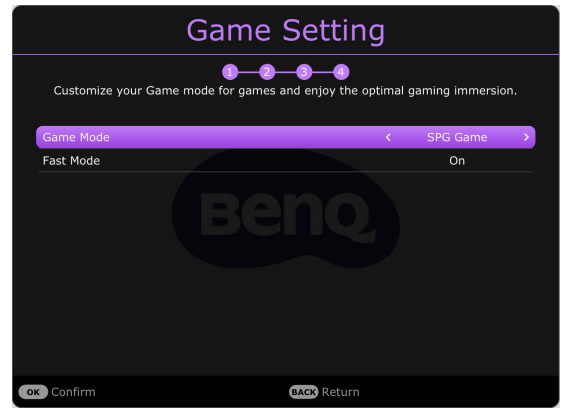 Game Setting
1 2 3 4
Customize your Game mode for games and enjoy the optimal gaming immersion.
Game Mode < SPG Game >
Fast Mode On
BenQ
OK Confirm BACK Return